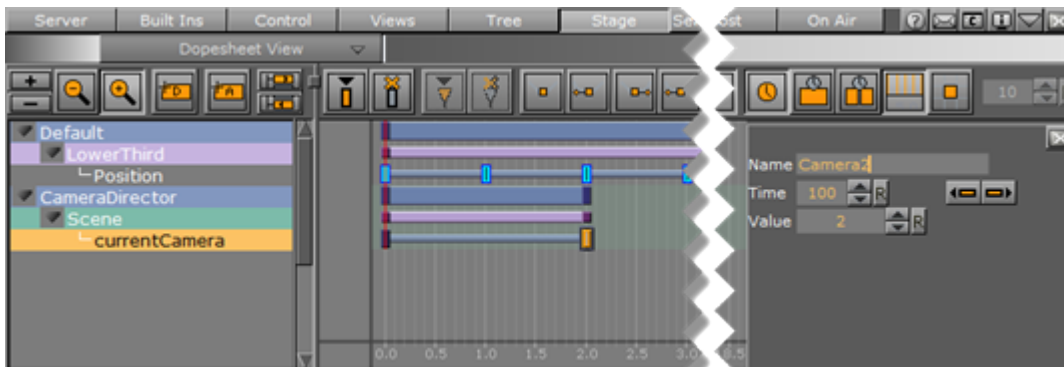 Server Built Ins Control Views Tree Stage On Air ? C
Dopesheet View
D A 10
Default
LowerThird
Position
CameraDirector
Scene
currentCamera
Name Camera2
Time 100 R
Value 2 R
0.0 0.5 1.0 1.5 2.0 2.5 3.0 8.5